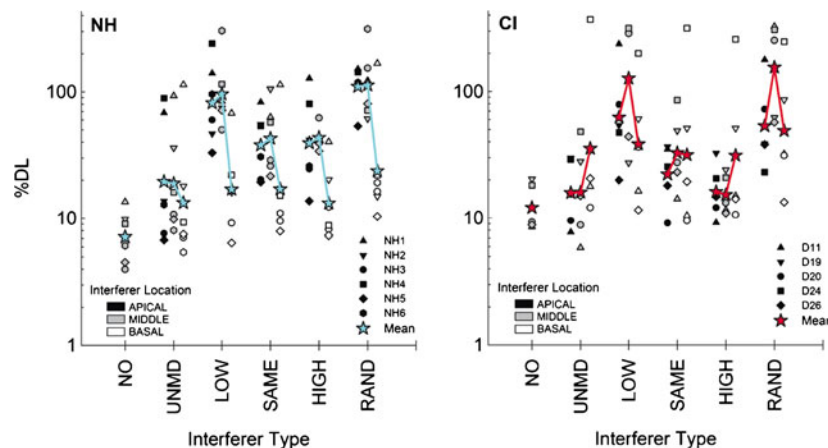 NH
%DL
100
10
1
Interferer Location
APICAL
MIDDLE
BASAL
NH1
NH2
NH3
NH4
NH5
NH6
Mean
NO
UNMD
LOW
SAME
HIGH
RAND
Interferer Type
CI
100
10
1
Interferer Location
APICAL
MIDDLE
BASAL
D11
D19
D20
D24
D26
Mean
NO
UNMD
LOW
SAME
HIGH
RAND
Interferer Type